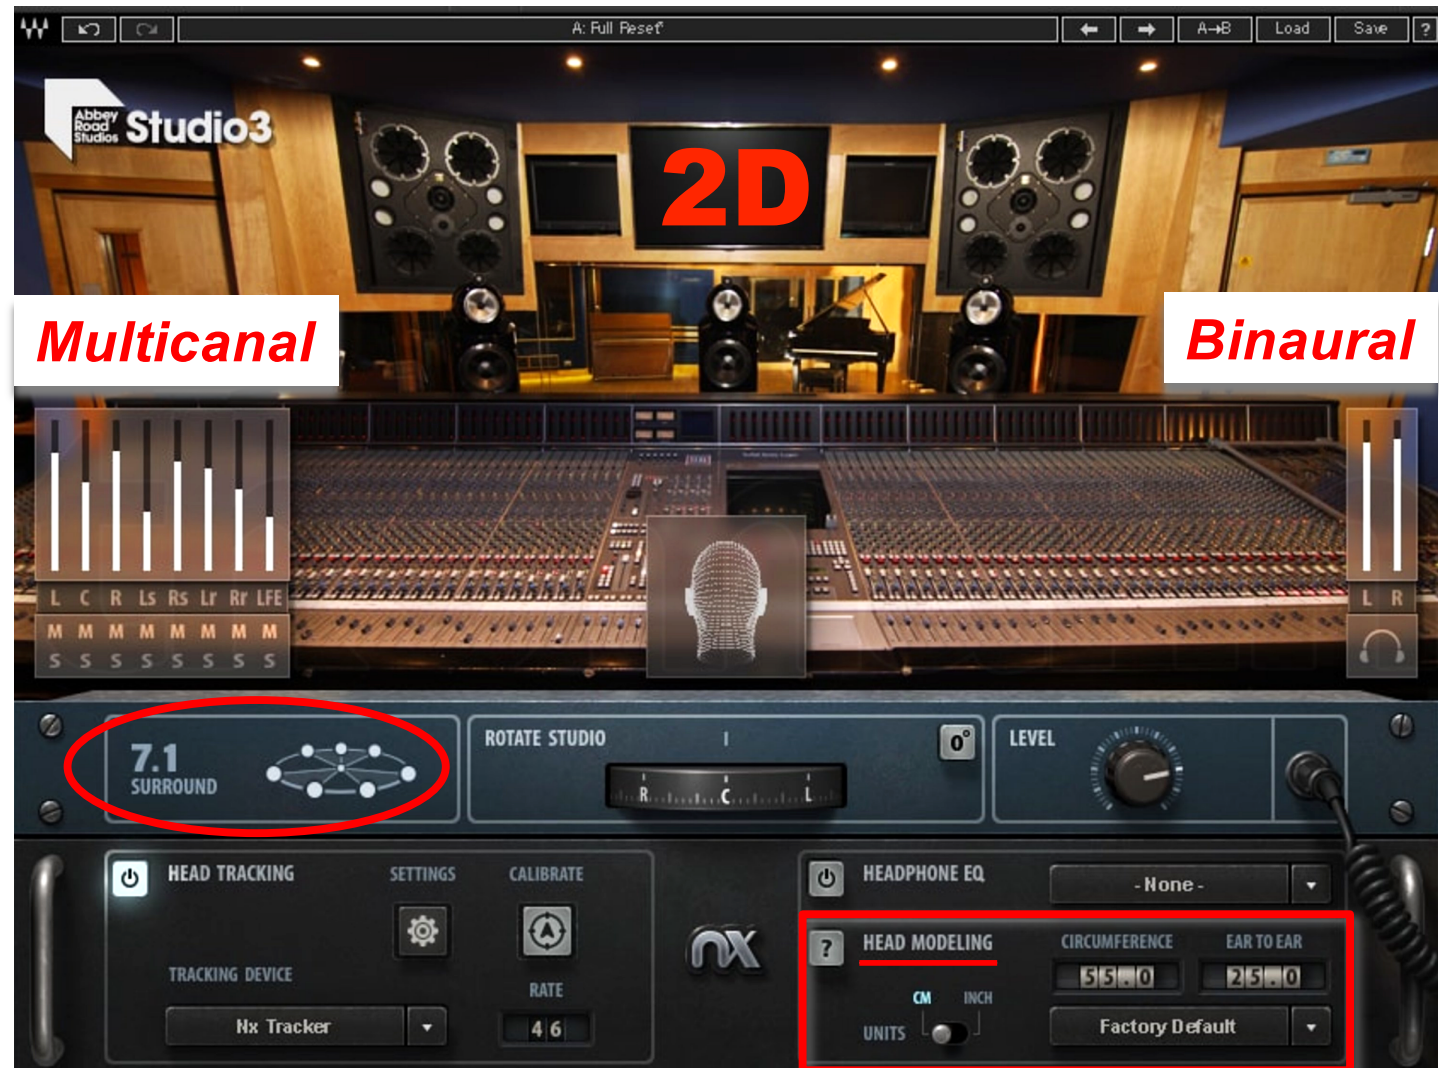 A: Full Reset*
A→B
Load
Save
?
Abbey
Road
Studios
Studio3
2D
Multicanal
Binaural
L C R Ls Rs Lr Rr LFE
M M M M M M M M
S S S S S S S S
L R
7.1
SURROUND
ROTATE STUDIO
R C L
0°
LEVEL
HEAD TRACKING
SETTINGS
CALIBRATE
A
TRACKING DEVICE
Nx Tracker
RATE
46
nx
HEADPHONE EQ
- None -
?
HEAD MODELING
CIRCUMFERENCE
EAR TO EAR
55.0
25.0
CM
INCH
UNITS
Factory Default